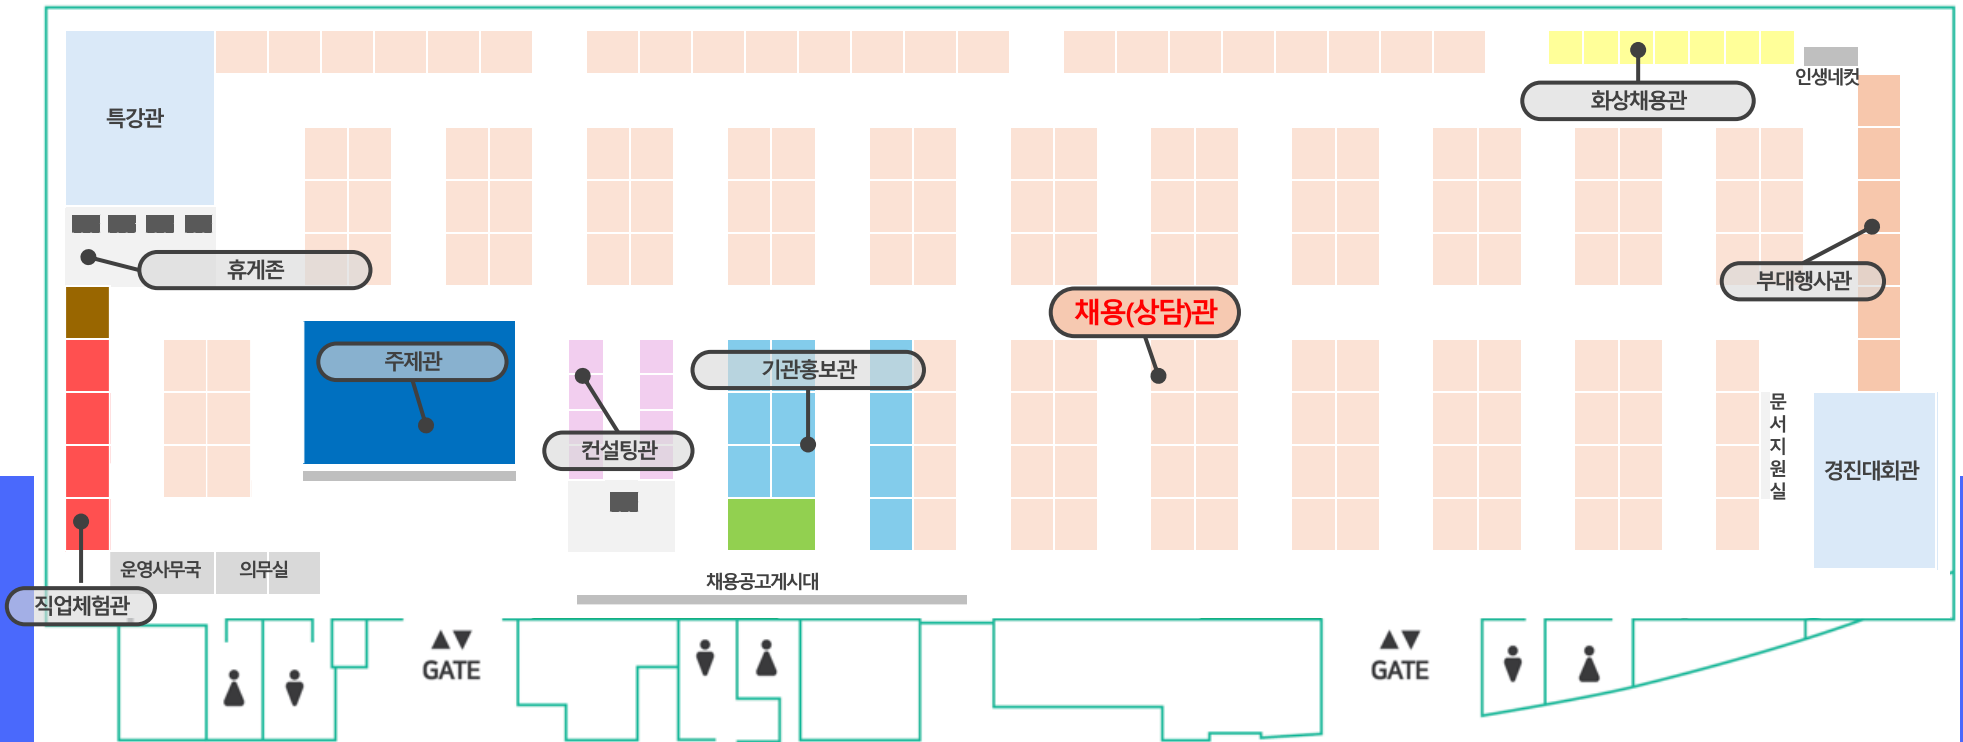 특강관
화상채용관
인생네컷
휴게존
부대행사관
채용(상담)관
주제관
기관홍보관
컨설팅관
문서지원실
경진대회관
운영사무국
의무실
채용공고게시대
직업체험관
GATE
GATE